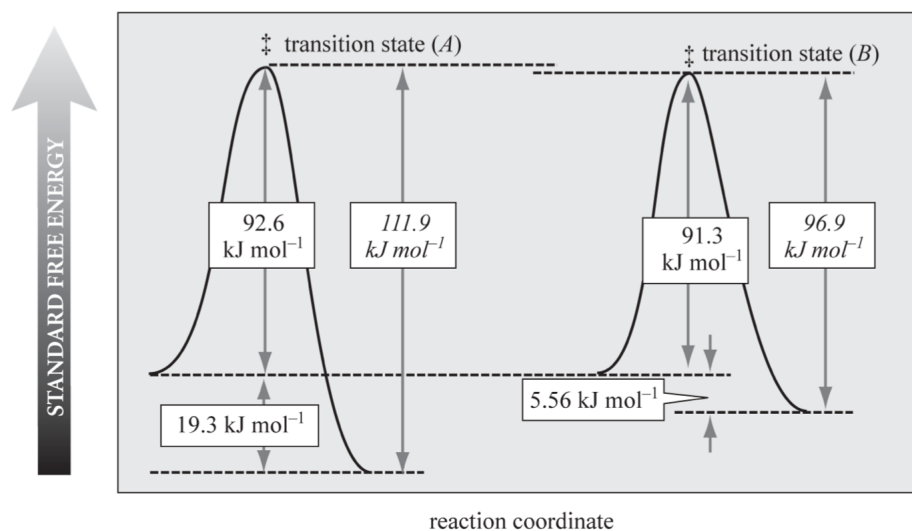 ‡ transition state (A)
‡ transition state (B)
STANDARD FREE ENERGY
92.6
kJ mol⁻¹
111.9
kJ mol⁻¹
91.3
kJ mol⁻¹
96.9
kJ mol⁻¹
5.56 kJ mol⁻¹
19.3 kJ mol⁻¹
reaction coordinate